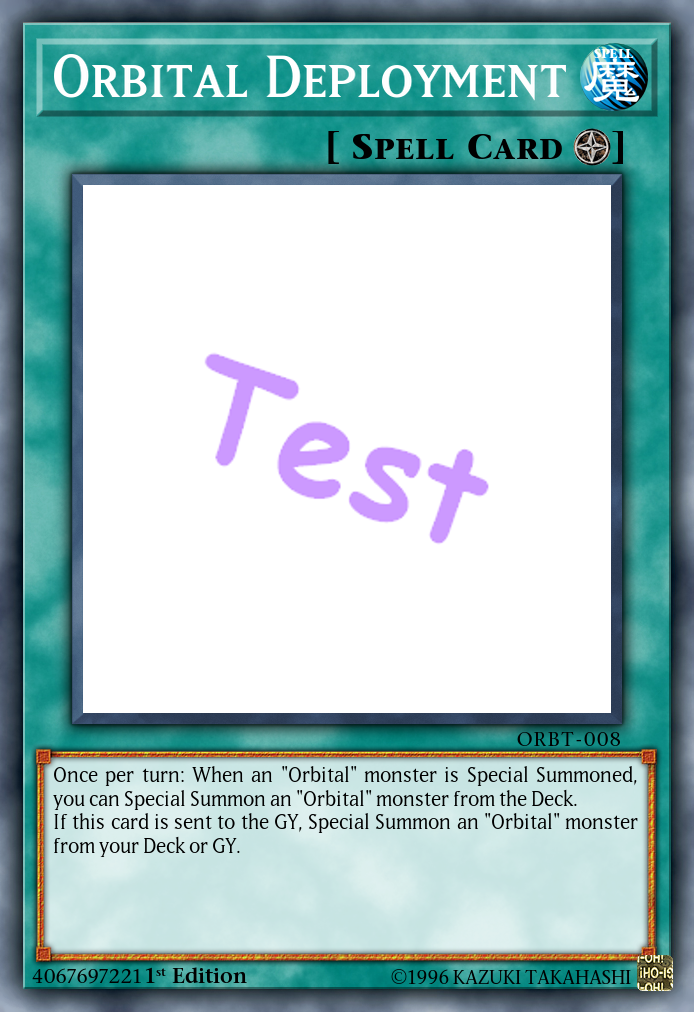 Orbital Deployment
SPELL
魔
[ Spell Card ]
Test
ORBT-008
Once per turn: When an "Orbital" monster is Special Summoned,
you can Special Summon an "Orbital" monster from the Deck.
If this card is sent to the GY, Special Summon an "Orbital" monster
from your Deck or GY.
4067697221 1st Edition
©1996 KAZUKI TAKAHASHI